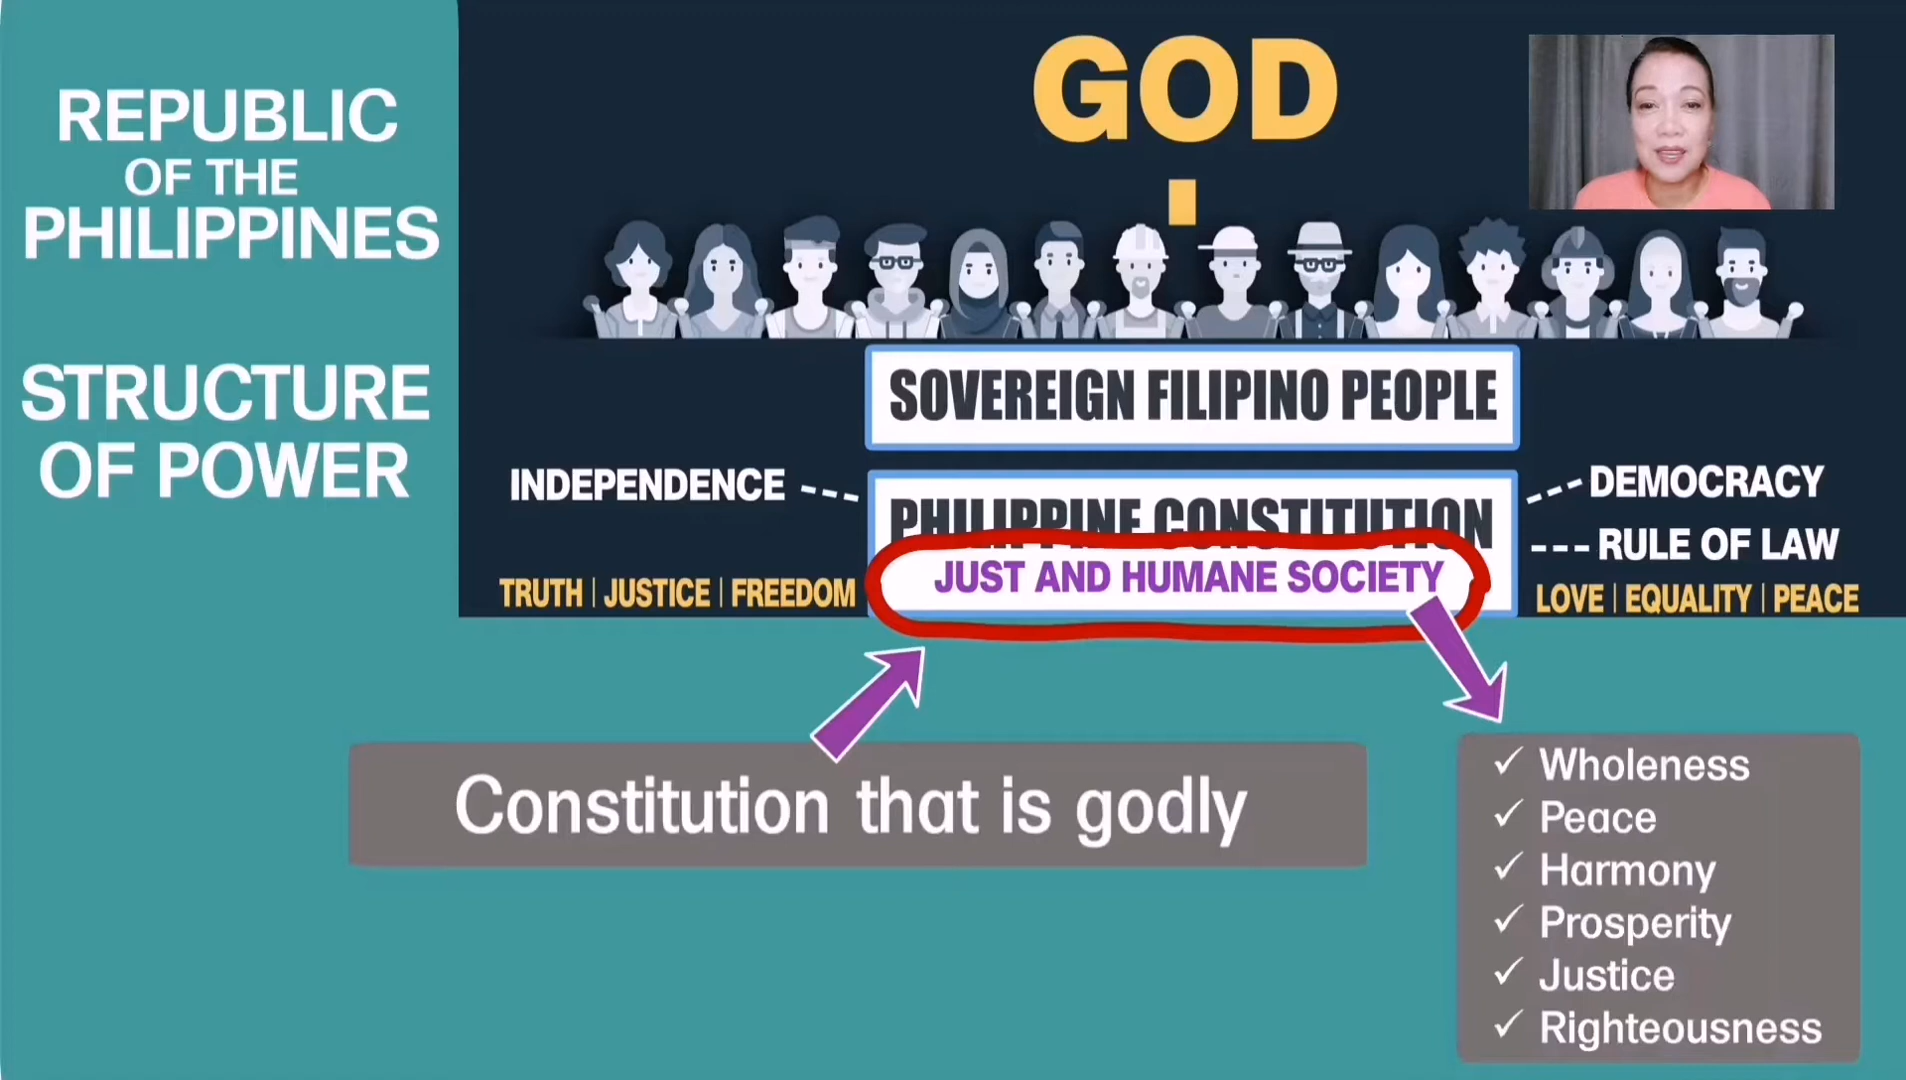 REPUBLIC
OF THE
PHILIPPINES
STRUCTURE
OF POWER
GOD
SOVEREIGN FILIPINO PEOPLE
INDEPENDENCE
PHILIPPINE CONSTITUTION
DEMOCRACY
RULE OF LAW
TRUTH | JUSTICE | FREEDOM
JUST AND HUMANE SOCIETY
LOVE | EQUALITY | PEACE
Constitution that is godly
✓ Wholeness
✓ Peace
✓ Harmony
✓ Prosperity
✓ Justice
✓ Righteousness